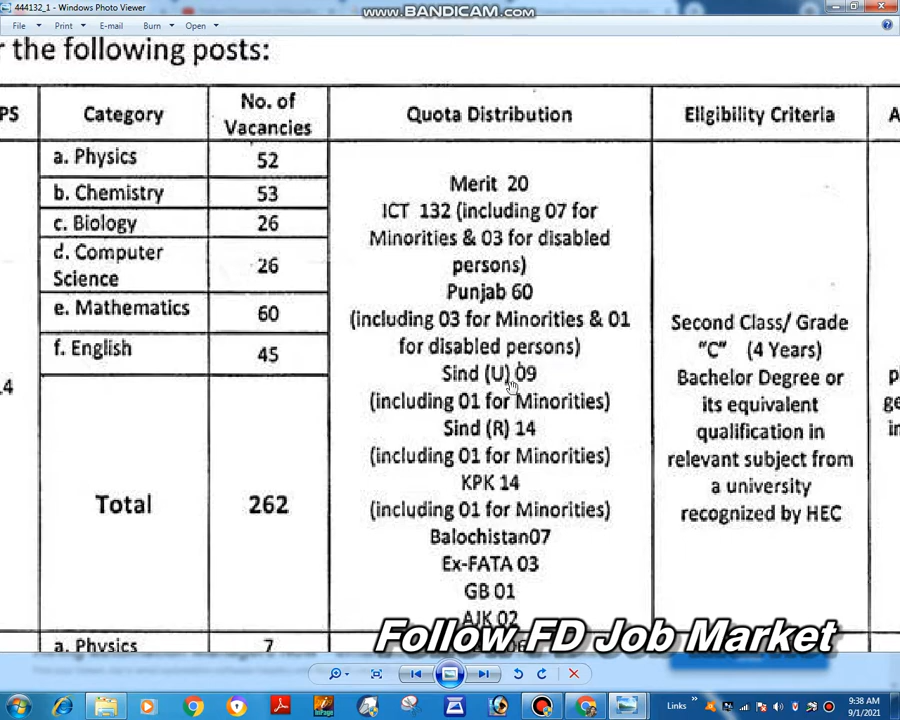 444132_1 - Windows Photo Viewer
www.BANDICAM.com
File Print E-mail Burn Open
r the following posts:
PS
Category
No. of
Vacancies
Quota Distribution
Eligibility Criteria
A
a. Physics 52
b. Chemistry 53
c. Biology 26
d. Computer
Science
26
e. Mathematics 60
f. English 45
Total 262
14
Merit 20
ICT 132 (including 07 for
Minorities & 03 for disabled
persons)
Punjab 60
(including 03 for Minorities & 01
for disabled persons)
Sind (U) 09
(including 01 for Minorities)
Sind (R) 14
(including 01 for Minorities)
KPK 14
(including 01 for Minorities)
Balochistan07
Ex-FATA 03
GB 01
AJK 02
Second Class/ Grade
"C" (4 Years)
Bachelor Degree or
its equivalent
qualification in
relevant subject from
a university
recognized by HEC
p
ge
in
a. Physics 7
Follow FD Job Market
Links
9:38 AM
9/1/2021